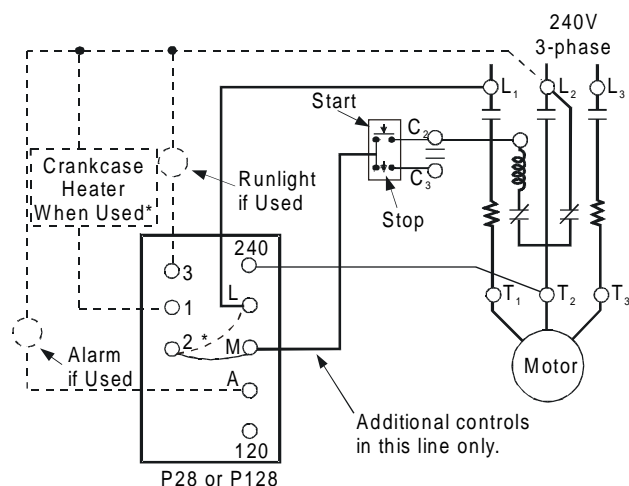 240V
3-phase
L1 L2 L3
Start
C2
C3
Stop
Crankcase
Heater
When Used*
Runlight
if Used
240
3
L
1
2 * M
A
120
Alarm
if Used
T1 T2 T3
Motor
Additional controls
in this line only.
P28 or P128